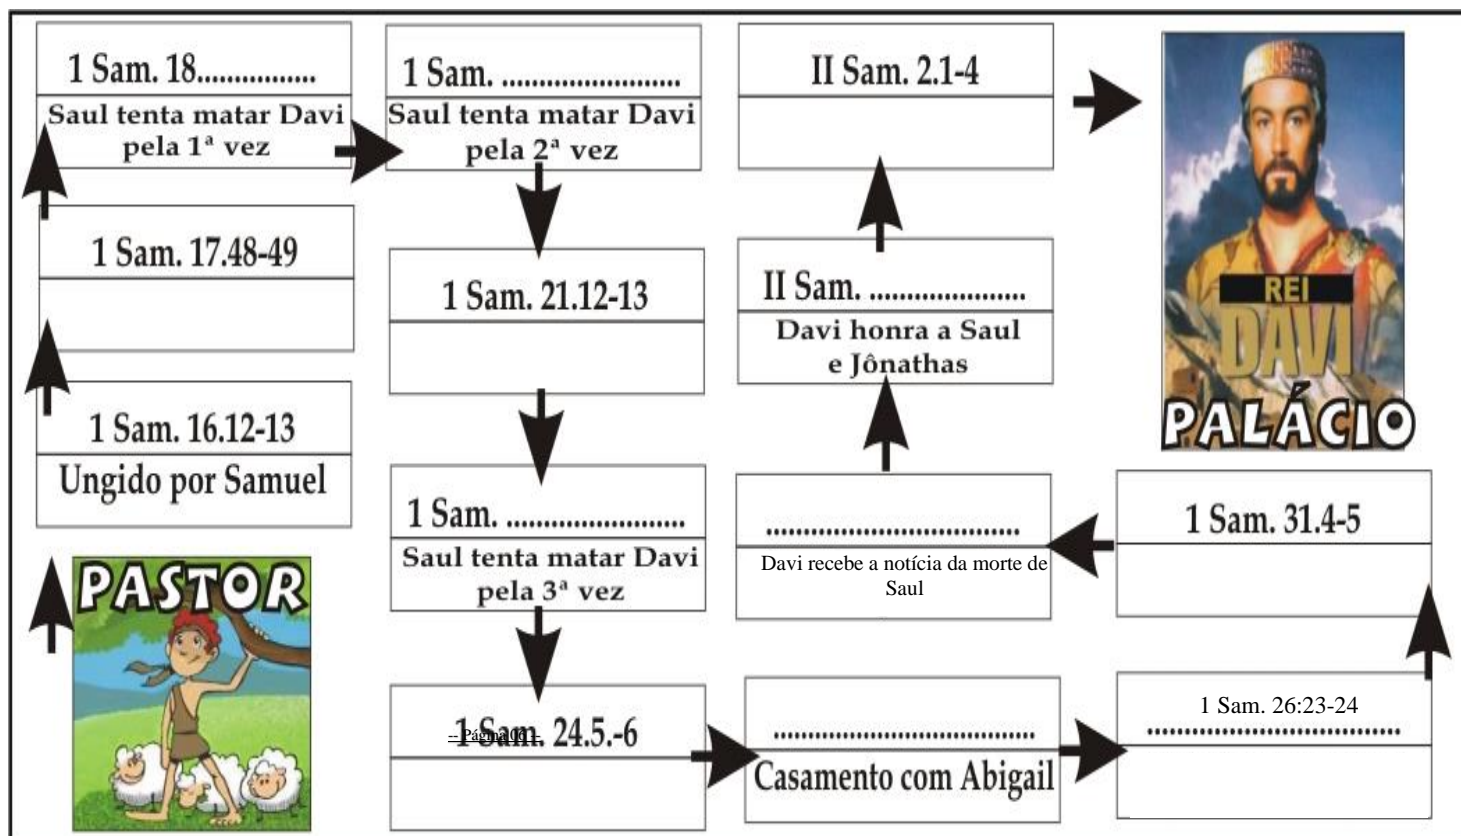 1 Sam. 18................
Saul tenta matar Davi
pela 1ª vez
1 Sam. ........................
Saul tenta matar Davi
pela 2ª vez
II Sam. 2.1-4
1 Sam. 17.48-49
1 Sam. 21.12-13
II Sam. .....................
Davi honra a Saul
e Jônathas
REI
DAVI
PALÁCIO
1 Sam. 16.12-13
Ungido por Samuel
1 Sam. ........................
Saul tenta matar Davi
pela 3ª vez
..................................
Davi recebe a notícia da morte de
Saul
1 Sam. 31.4-5
PASTOR
1 Sam. 24.5.-6
-- Página 06 --
...................................
Casamento com Abigail
1 Sam. 26:23-24
..................................